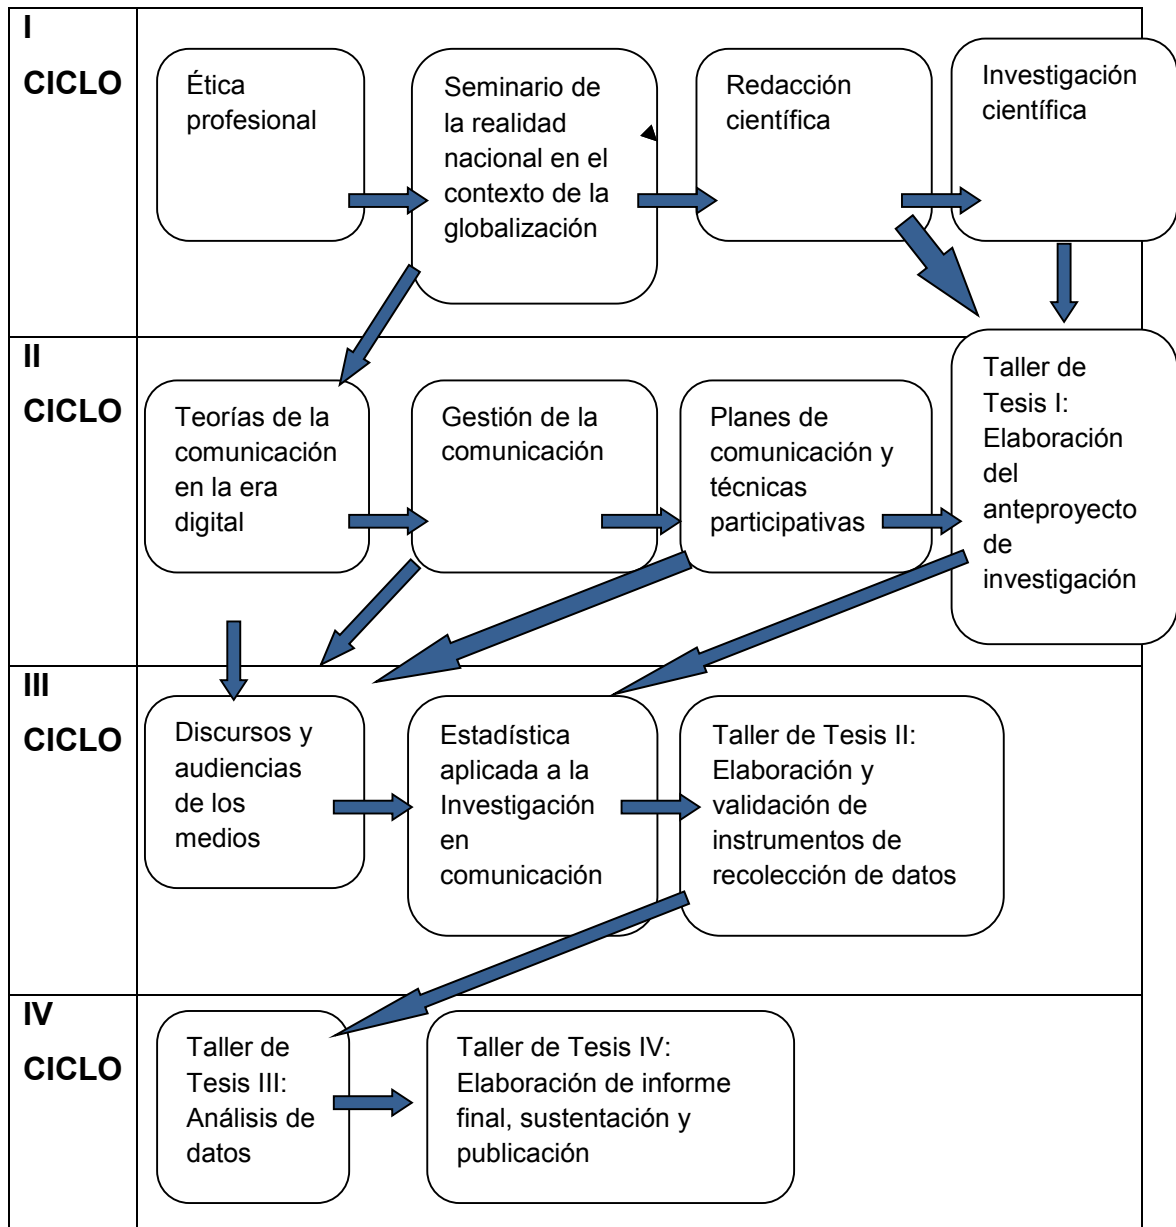 I
CICLO
Ética
profesional
Seminario de
la realidad
nacional en el
contexto de la
globalización
Redacción
científica
Investigación
científica
II
CICLO
Teorías de la
comunicación
en la era
digital
Gestión de la
comunicación
Planes de
comunicación y
técnicas
participativas
Taller de
Tesis I:
Elaboración
del
anteproyecto
de
investigación
III
CICLO
Discursos y
audiencias
de los
medios
Estadística
aplicada a la
Investigación
en
comunicación
Taller de Tesis II:
Elaboración y
validación de
instrumentos de
recolección de datos
IV
CICLO
Taller de
Tesis III:
Análisis de
datos
Taller de Tesis IV:
Elaboración de informe
final, sustentación y
publicación